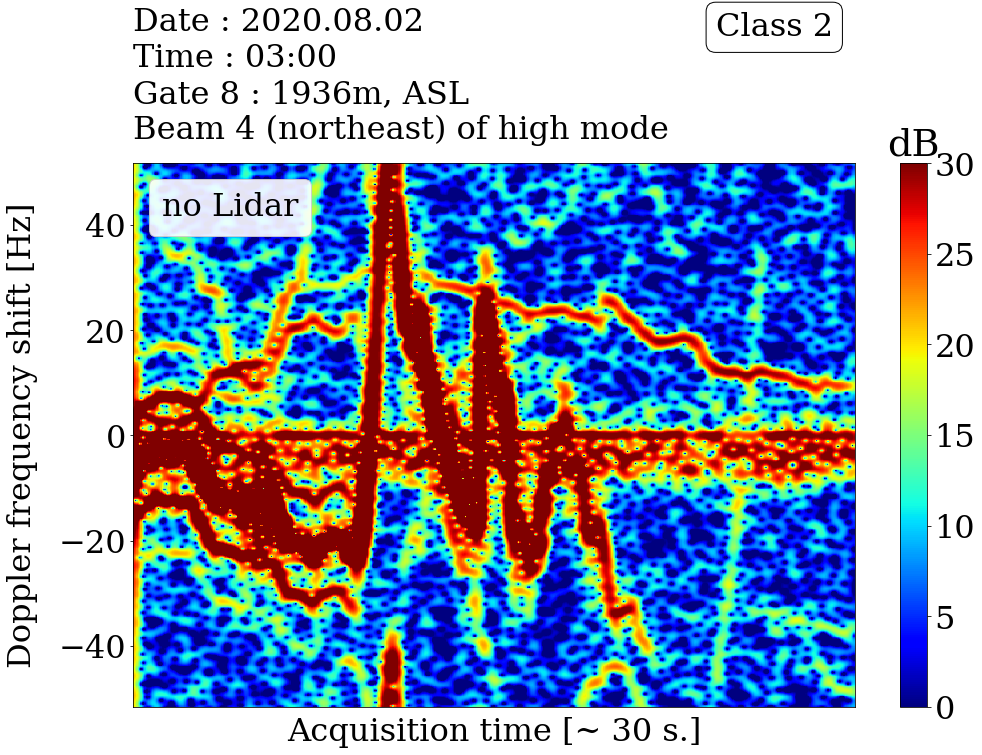 Date : 2020.08.02
Time : 03:00
Gate 8 : 1936m, ASL
Beam 4 (northeast) of high mode
Class 2
no Lidar
Doppler frequency shift [Hz]
40
20
0
−20
−40
Acquisition time [~ 30 s.]
dB
30
25
20
15
10
5
0